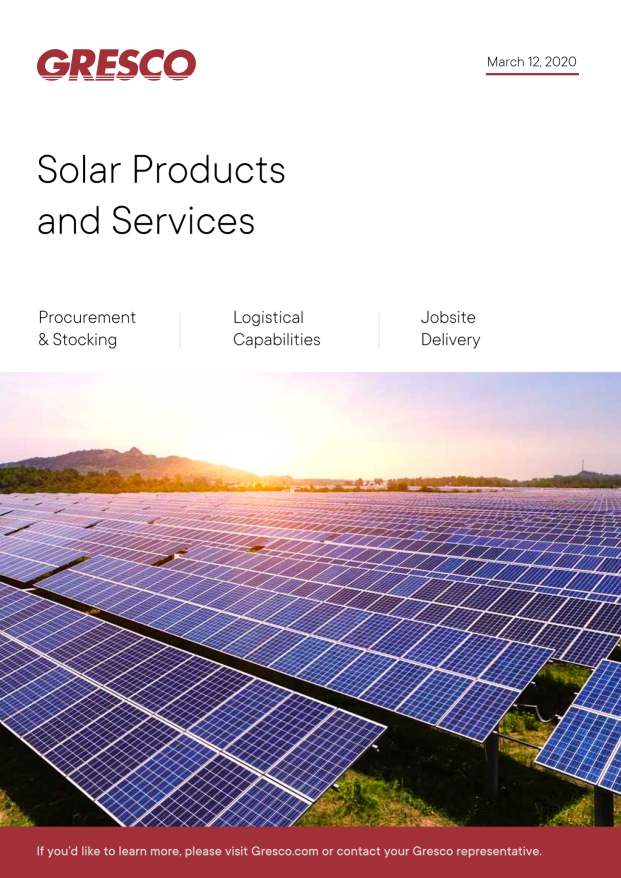 GRESCO
March 12, 2020
Solar Products
and Services
Procurement
& Stocking
Logistical
Capabilities
Jobsite
Delivery
If you'd like to learn more, please visit Gresco.com or contact your Gresco representative.